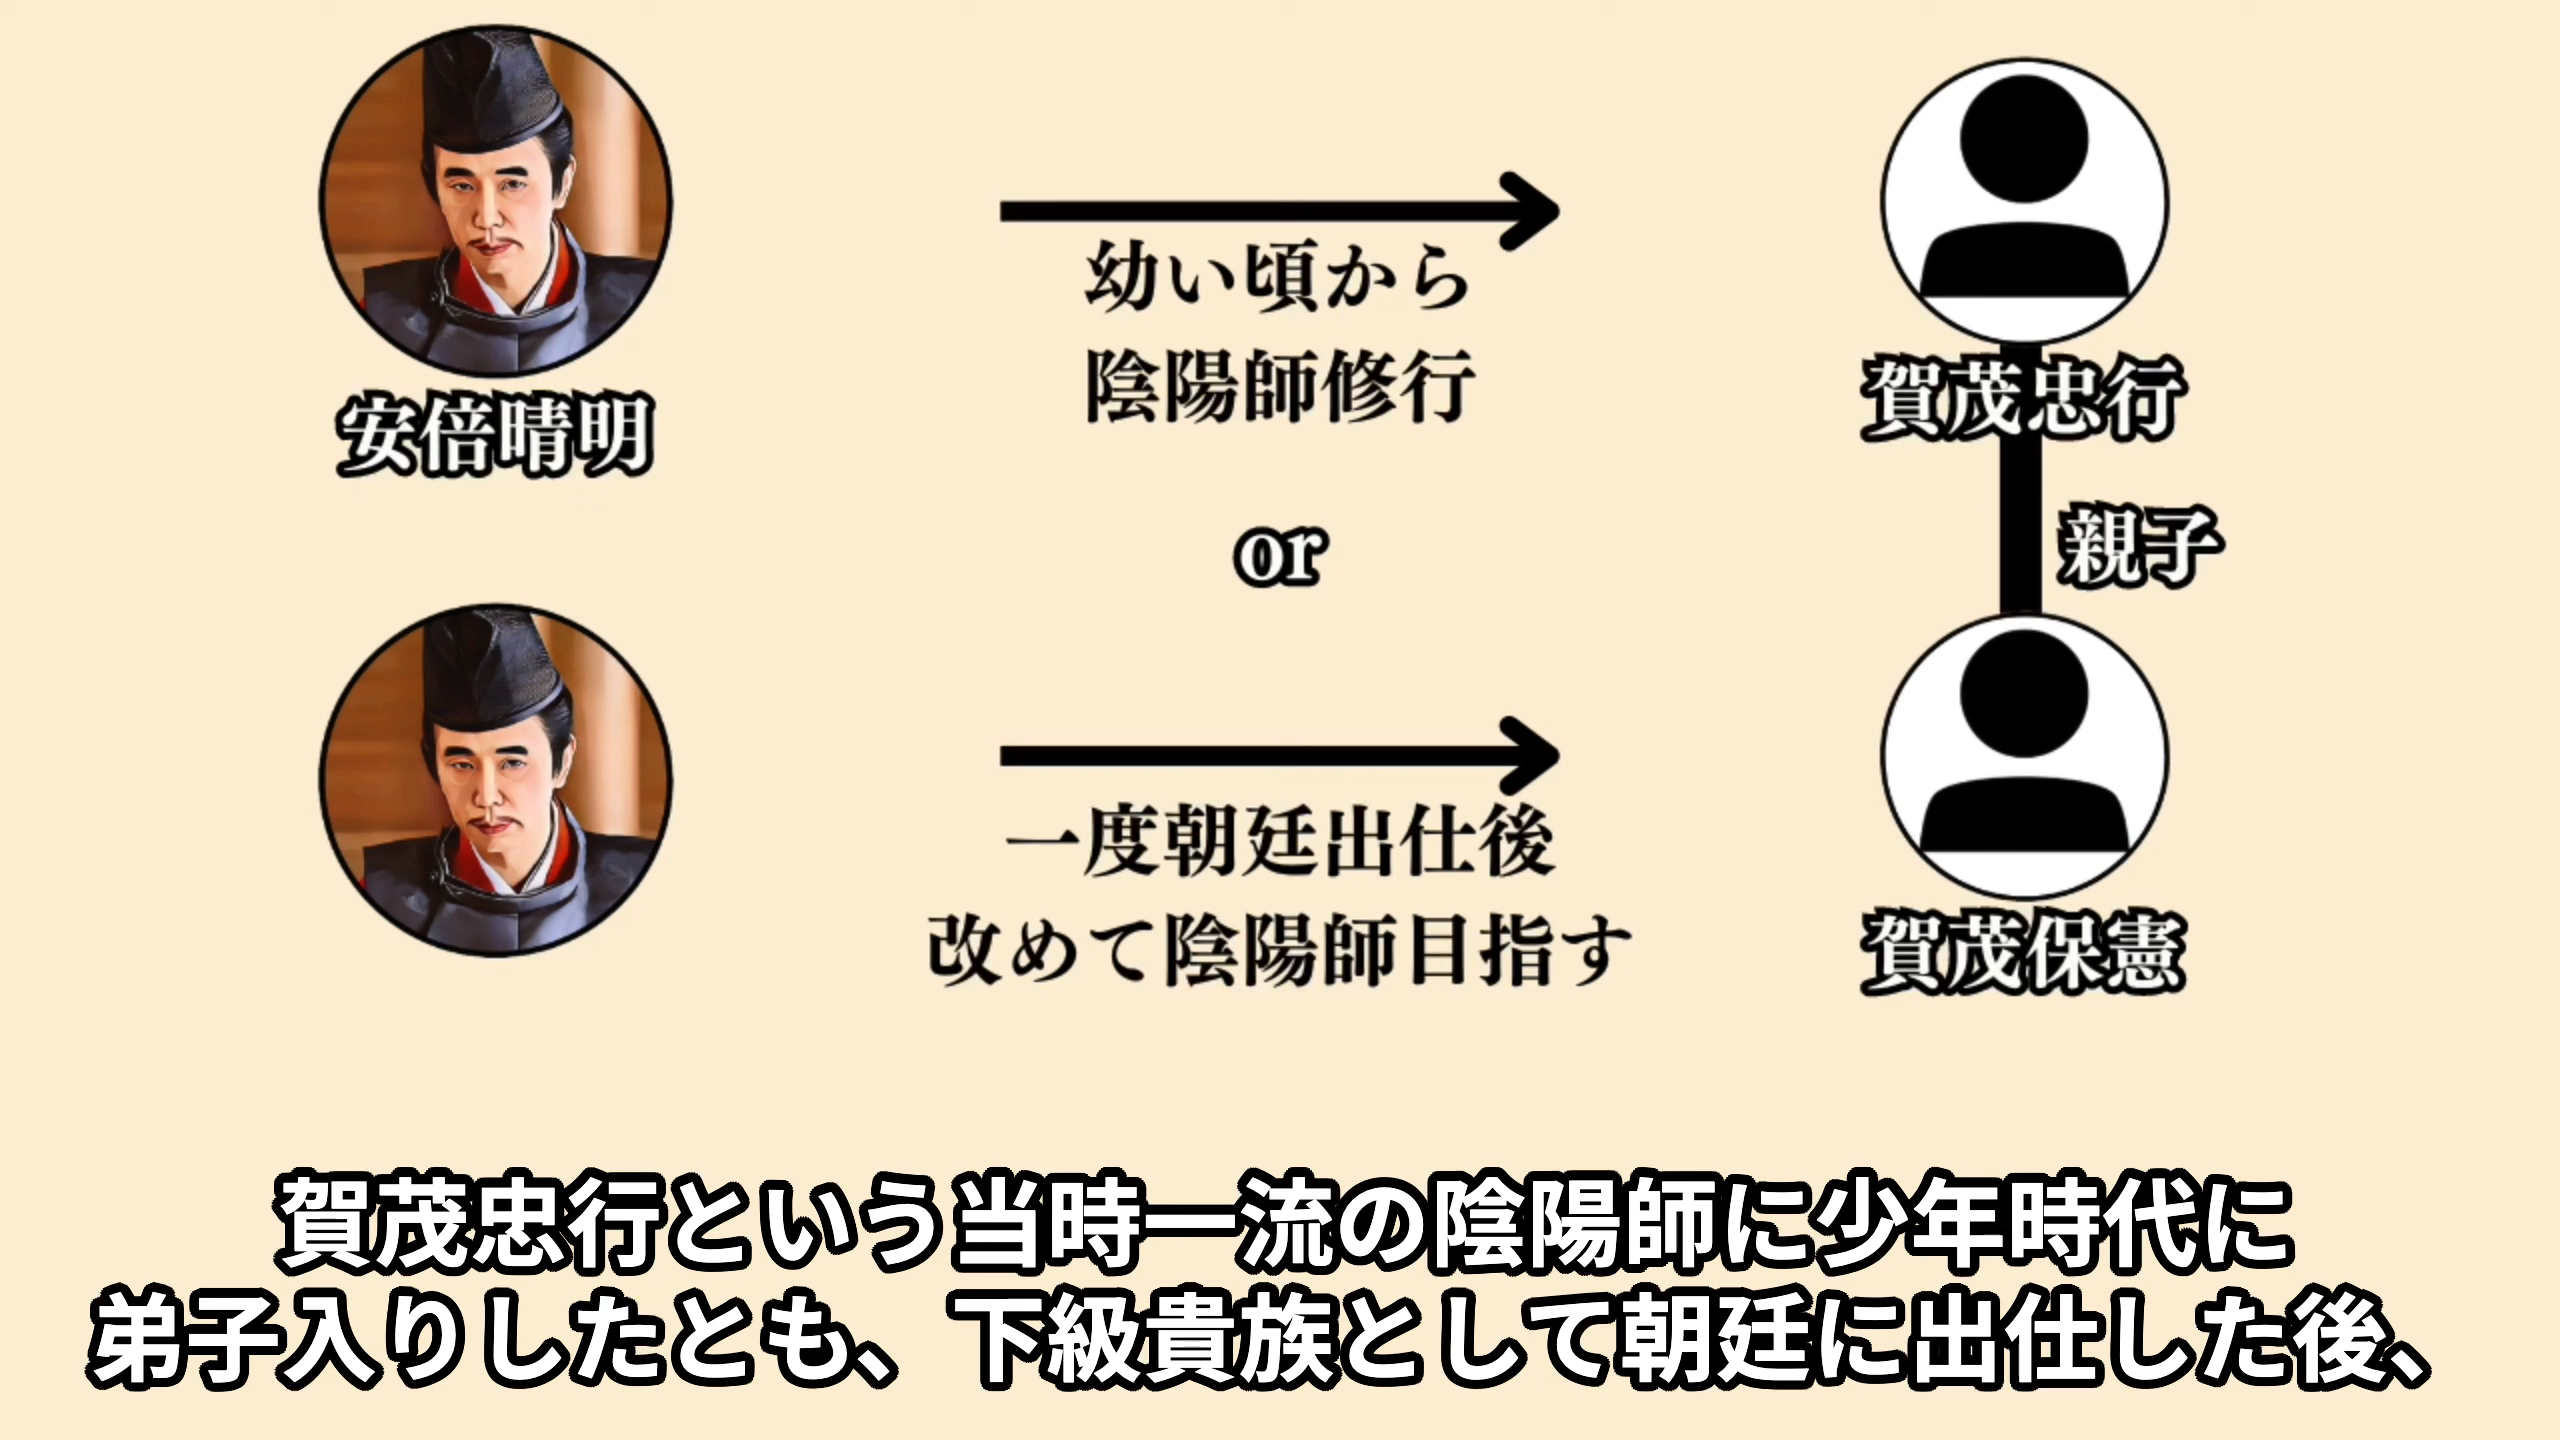 安倍晴明
幼い頃から
陰陽師修行
賀茂忠行
or
親子
一度朝廷出仕後
改めて陰陽師目指す
賀茂保憲
賀茂忠行という当時一流の陰陽師に少年時代に
弟子入りしたとも、下級貴族として朝廷に出仕した後、